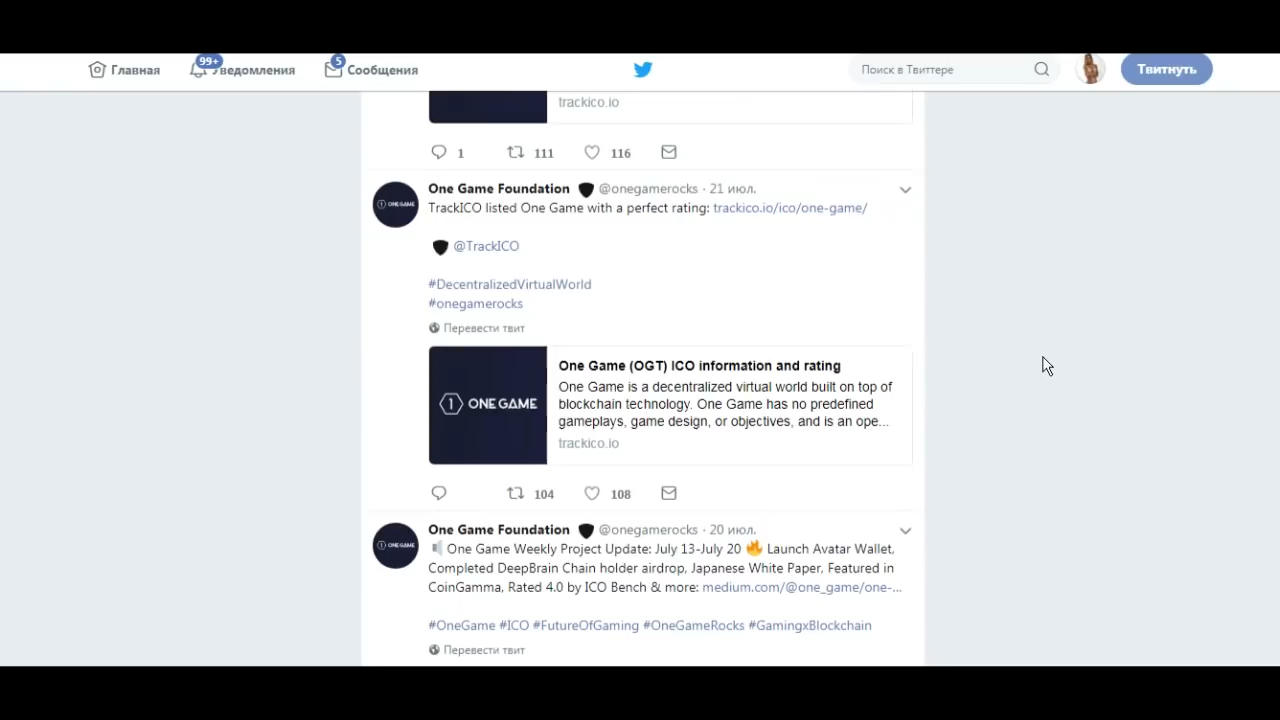 Главная
99+
Уведомления
5
Сообщения
Поиск в Твиттере
Твитнуть
trackico.io
1 111 116
One Game Foundation @onegamerocks · 21 июл.
TrackICO listed One Game with a perfect rating: trackico.io/ico/one-game/
@TrackICO
#DecentralizedVirtualWorld
#onegamerocks
Перевести твит
1 ONE GAME
One Game (OGT) ICO information and rating
One Game is a decentralized virtual world built on top of
blockchain technology. One Game has no predefined
gameplays, game design, or objectives, and is an ope...
trackico.io
104 108
One Game Foundation @onegamerocks · 20 июл.
One Game Weekly Project Update: July 13-July 20 🔥 Launch Avatar Wallet,
Completed DeepBrain Chain holder airdrop, Japanese White Paper, Featured in
CoinGamma, Rated 4.0 by ICO Bench & more: medium.com/@one_game/one-...
#OneGame #ICO #FutureOfGaming #OneGameRocks #GamingxBlockchain
Перевести твит
1 ONE GAME
1 ONE GAME